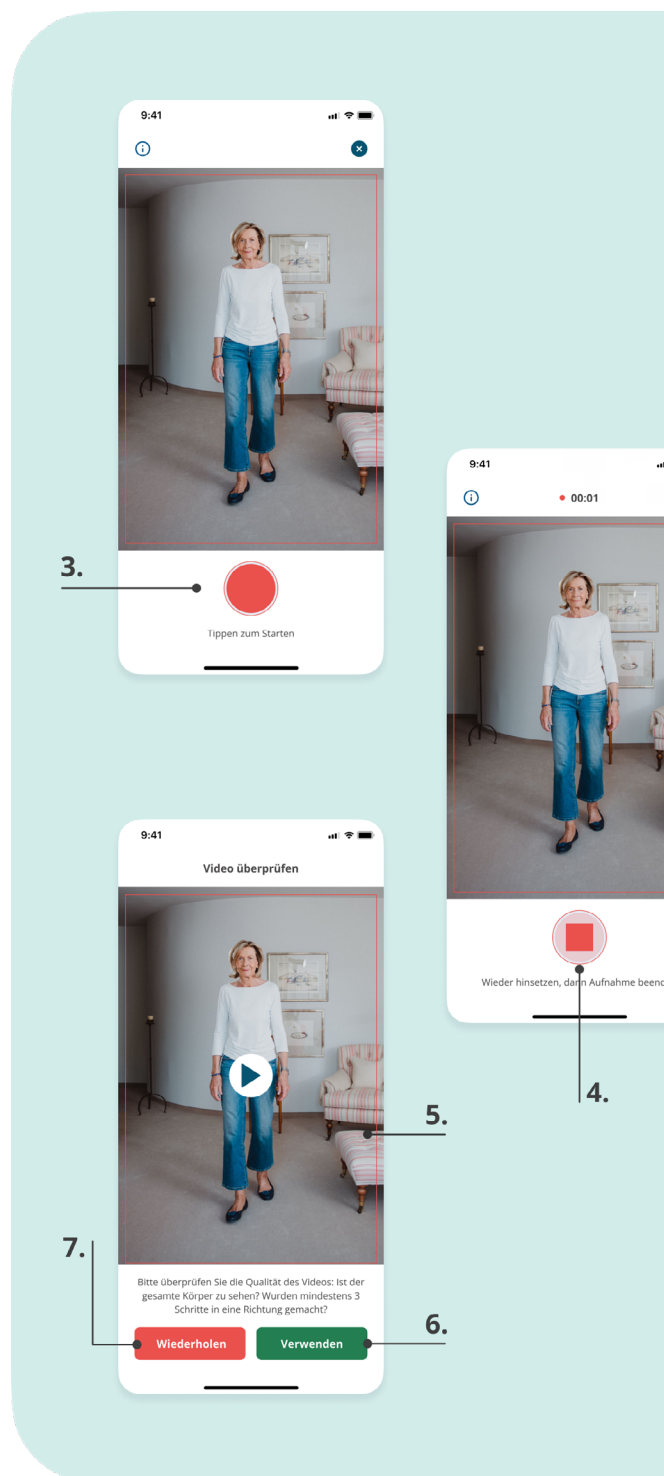 9:41
3.
Tippen zum Starten
9:41
00:01
Wieder hinsetzen, dann Aufnahme
4.
9:41
Video überprüfen
5.
7.
Bitte überprüfen Sie die Qualität des Videos: Ist der
gesamte Körper zu sehen? Wurden mindestens 3
Schritte in eine Richtung gemacht?
Wiederholen
Verwenden
6.